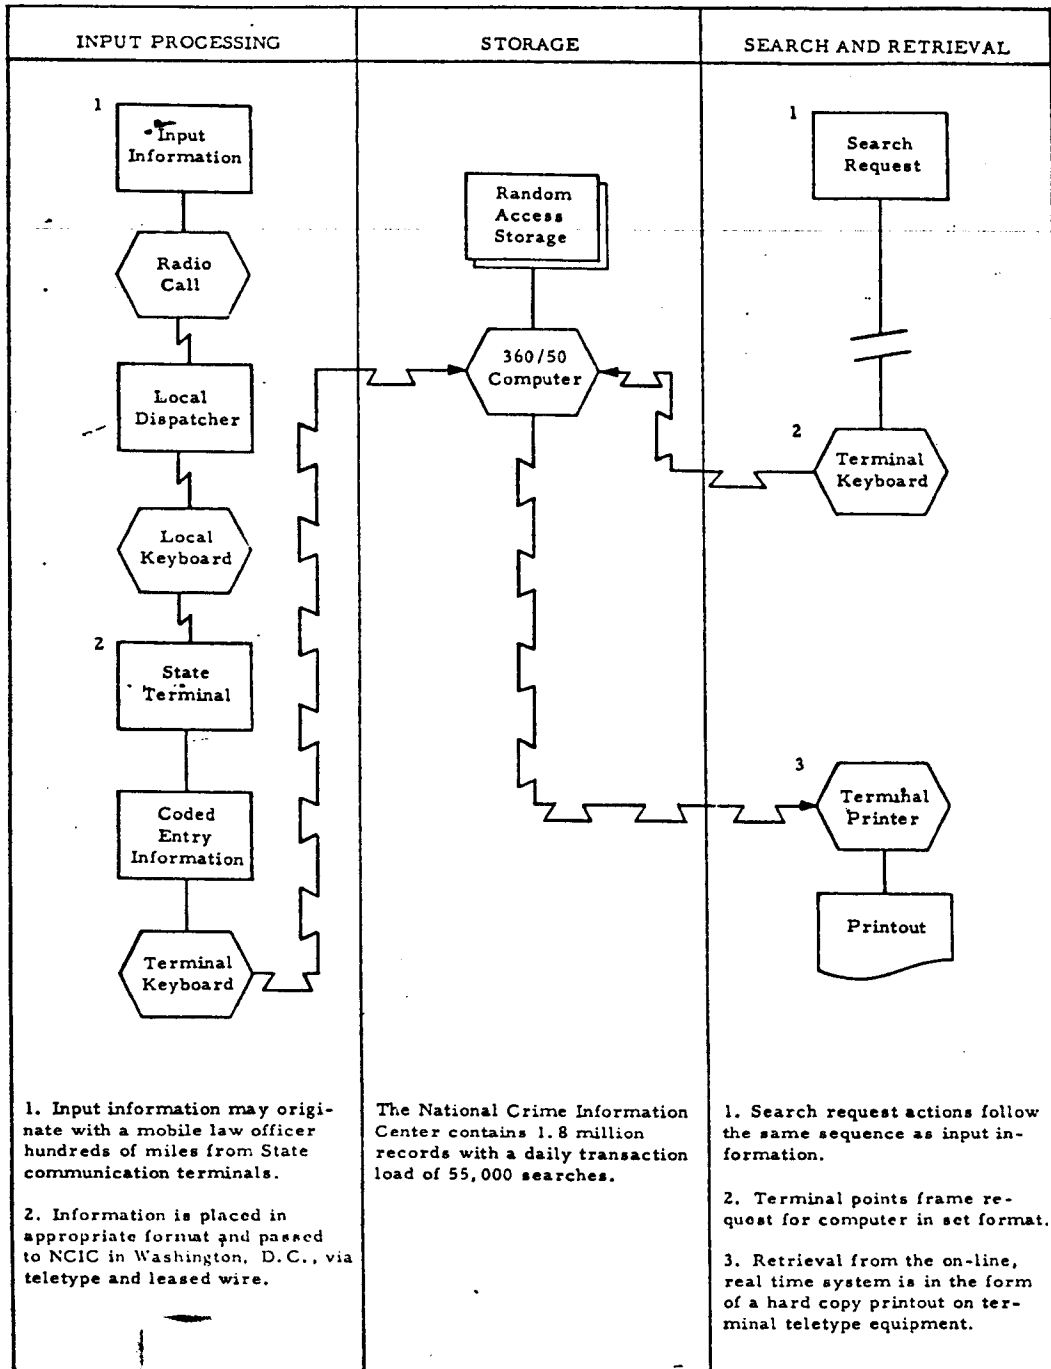 INPUT PROCESSING
STORAGE
SEARCH AND RETRIEVAL
1
Input
Information
Radio
Call
Local
Dispatcher
Local
Keyboard
2
State
Terminal
Coded
Entry
Information
Terminal
Keyboard
Random
Access
Storage
360/50
Computer
1
Search
Request
2
Terminal
Keyboard
3
Terminal
Printer
Printout
1. Input information may origi-
nate with a mobile law officer
hundreds of miles from State
communication terminals.
2. Information is placed in
appropriate format and passed
to NCIC in Washington, D.C., via
teletype and leased wire.
The National Crime Information
Center contains 1.8 million
records with a daily transaction
load of 55,000 searches.
1. Search request actions follow
the same sequence as input in-
formation.
2. Terminal points frame re-
quest for computer in set format.
3. Retrieval from the on-line,
real time system is in the form
of a hard copy printout on ter-
minal teletype equipment.